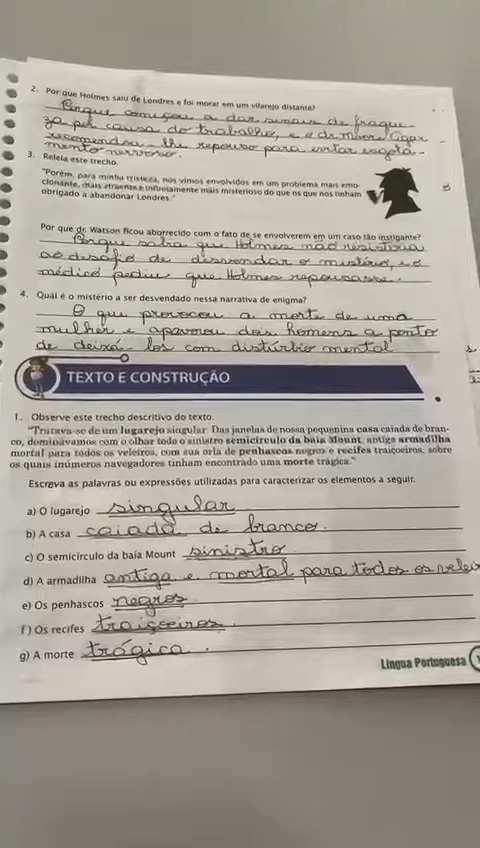 2. Por que Holmes saiu de Londres e foi morar em um vilarejo distante?
Porque começou a dar sinais de fraque-
za por causa do trabalho, e o dr. Moore Agar
recomendou-lhe repouso para evitar esgota-
mento nervoso.
3. Releia este trecho.
"Porém, para minha tristeza, nos vimos envolvidos em um problema mais emo-
cionante, mais atraente e infinitamente mais misterioso do que os que nos tinham
obrigado a abandonar Londres."
Por que dr. Watson ficou aborrecido com o fato de se envolverem em um caso tão instigante?
Porque sabia que Holmes não resistiria
ao desafio de desvendar o mistério, e o
médico pediu que Holmes repousasse.
4. Qual é o mistério a ser desvendado nessa narrativa de enigma?
O que provocou a morte de uma
mulher e apavorou dois homens a ponto
de deixá-los com distúrbio mental
TEXTO E CONSTRUÇÃO
1. Observe este trecho descritivo do texto.
"Tratava-se de um lugarejo singular. Das janelas de nossa pequenina casa caiada de bran-
co, dominávamos com o olhar todo o sinistro semicírculo da baía Mount, antiga armadilha
mortal para todos os veleiros, com sua orla de penhascos negros e recifes traiçoeiros, sobre
os quais inúmeros navegadores tinham encontrado uma morte trágica."
Escreva as palavras ou expressões utilizadas para caracterizar os elementos a seguir.
a) O lugarejo singular
b) A casa caiada de branco.
c) O semicírculo da baía Mount sinistro
d) A armadilha antiga e mortal para todos os velei
e) Os penhascos negros.
f) Os recifes traiçoeiros.
g) A morte trágica.
Língua Portuguesa